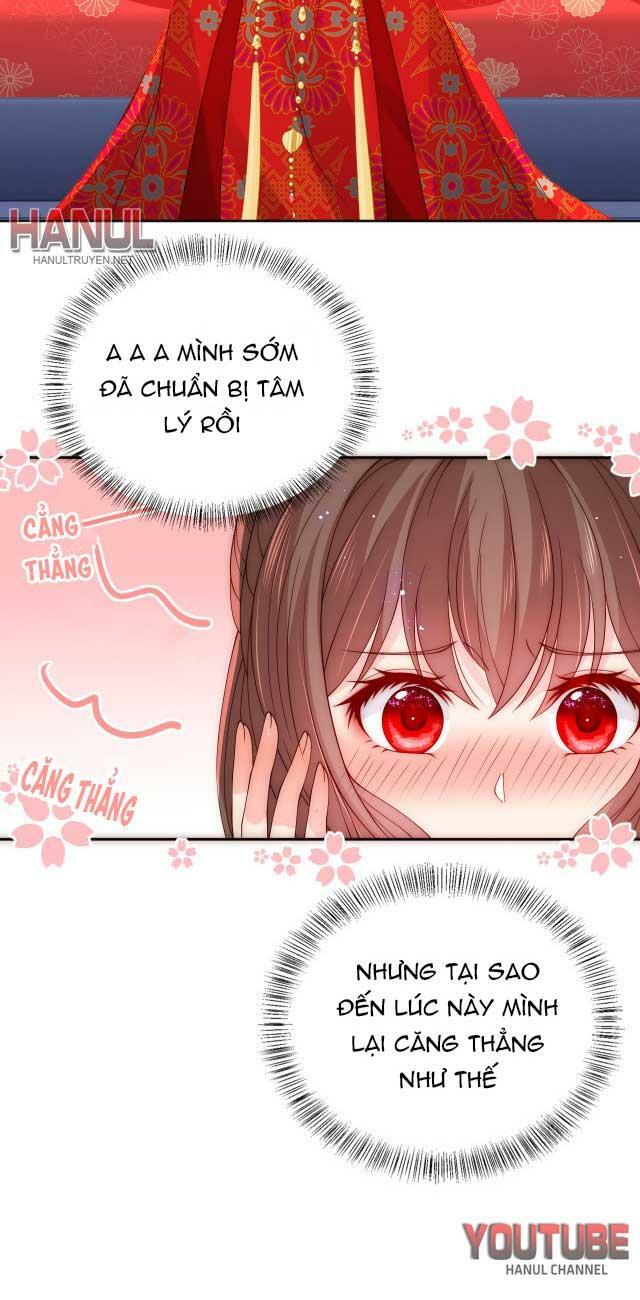 HANUL
HANULTRUYEN.NET
A A A MÌNH SỚM
ĐÃ CHUẨN BỊ TÂM
LÝ RỒI
CẲNG
THẲNG
CĂNG THẲNG
NHƯNG TẠI SAO
ĐẾN LÚC NÀY MÌNH
LẠI CĂNG THẲNG
NHƯ THẾ
YOUTUBE
HANUL CHANNEL